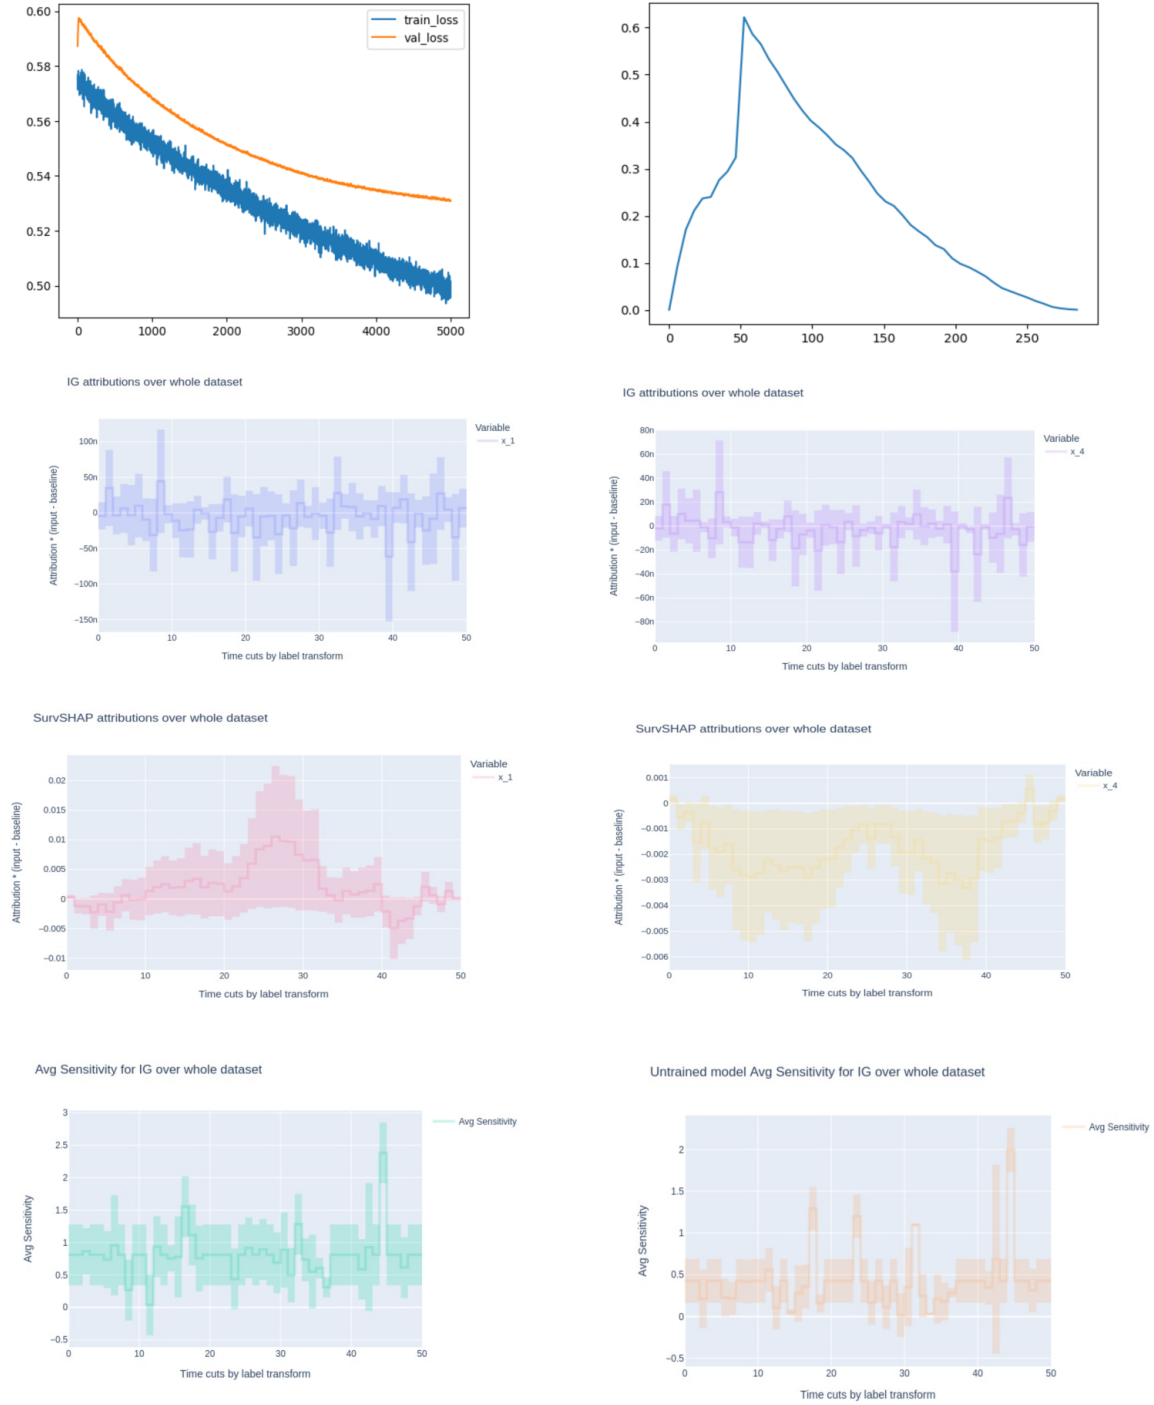 0.60
0.58
0.56
0.54
0.52
0.50
train_loss
val_loss
0 1000 2000 3000 4000 5000
0.6
0.5
0.4
0.3
0.2
0.1
0.0
0 50 100 150 200 250
IG attributions over whole dataset
Attribution * (input - baseline)
100n
50n
0
−50n
−100n
−150n
0 10 20 30 40 50
Time cuts by label transform
Variable
x_1
IG attributions over whole dataset
Attribution * (input - baseline)
80n
60n
40n
20n
0
−20n
−40n
−60n
−80n
0 10 20 30 40 50
Time cuts by label transform
Variable
x_4
SurvSHAP attributions over whole dataset
Attribution * (input - baseline)
0.02
0.015
0.01
0.005
0
−0.005
−0.01
0 10 20 30 40 50
Time cuts by label transform
Variable
x_1
SurvSHAP attributions over whole dataset
Attribution * (input - baseline)
0.001
0
−0.001
−0.002
−0.003
−0.004
−0.005
−0.006
0 10 20 30 40 50
Time cuts by label transform
Variable
x_4
Avg Sensitivity for IG over whole dataset
Avg Sensitivity
3
2.5
2
1.5
1
0.5
0
−0.5
0 10 20 30 40 50
Time cuts by label transform
Avg Sensitivity
Untrained model Avg Sensitivity for IG over whole dataset
Avg Sensitivity
2
1.5
1
0.5
0
−0.5
0 10 20 30 40 50
Time cuts by label transform
Avg Sensitivity